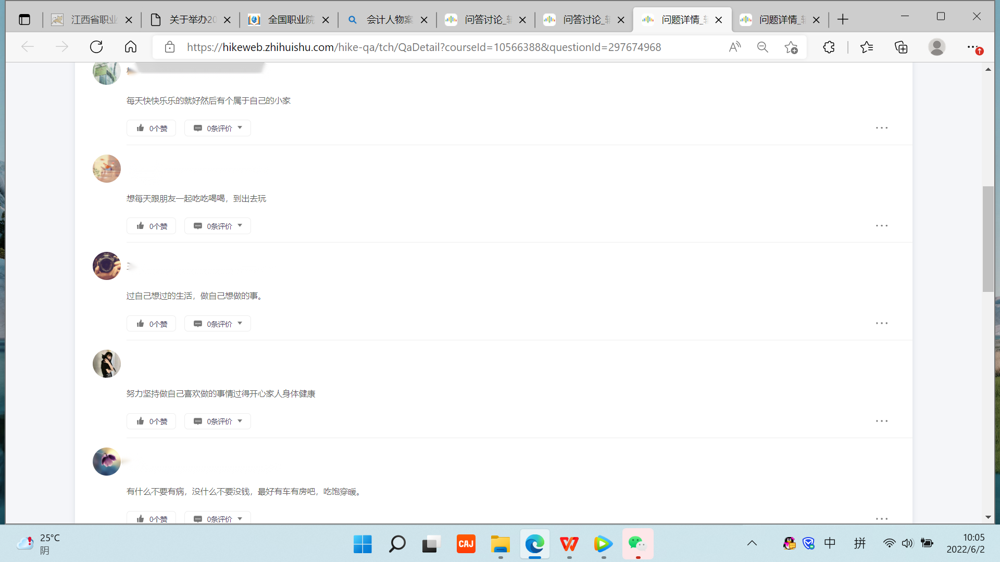 江西省职业
关于举办20
全国职业院
会计人物案
问答讨论_
问答讨论_
问题详情_
问题详情_
https://hikeweb.zhihuishu.com/hike-qa/tch/QaDetail?courseId=10566388&questionId=297674968
每天快快乐乐的就好然后有个属于自己的小家
0个赞 0条评价
想每天跟朋友一起吃吃喝喝，到出去玩
0个赞 0条评价
过自己想过的生活，做自己想做的事。
0个赞 0条评价
努力坚持做自己喜欢做的事情过得开心家人身体健康
0个赞 0条评价
有什么不要有病，没什么不要没钱，最好有车有房吧，吃饱穿暖。
0个赞 0条评价
25°C
阴
CAJ
中 拼
10:05
2022/6/2